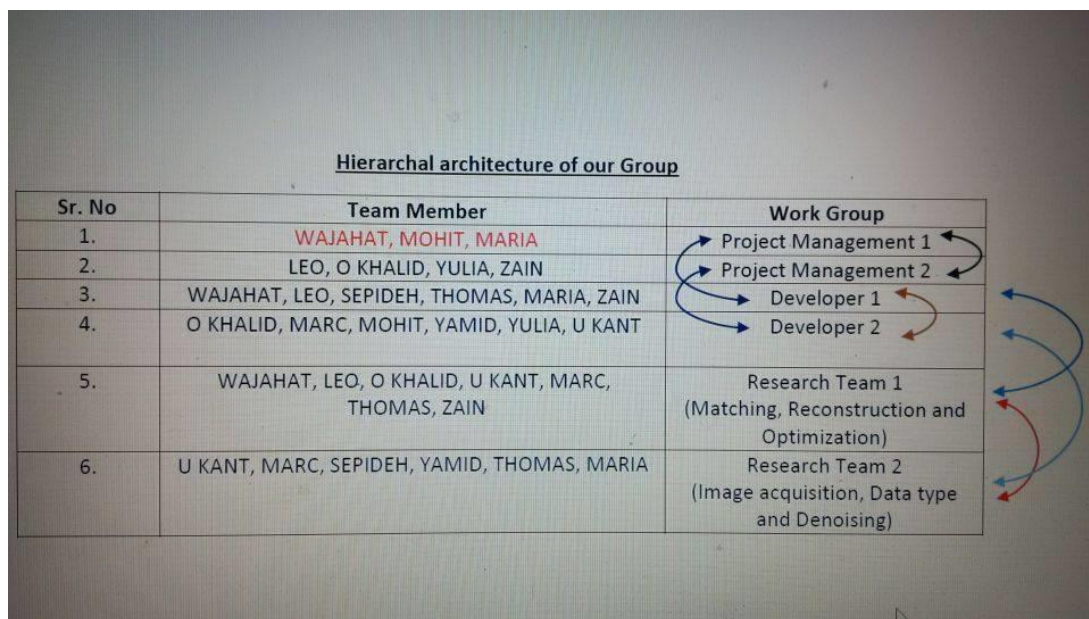 Hierarchal architecture of our Group
Sr. No Team Member Work Group
1. WAJAHAT, MOHIT, MARIA Project Management 1
2. LEO, O KHALID, YULIA, ZAIN Project Management 2
3. WAJAHAT, LEO, SEPIDEH, THOMAS, MARIA, ZAIN Developer 1
4. O KHALID, MARC, MOHIT, YAMID, YULIA, U KANT Developer 2
5. WAJAHAT, LEO, O KHALID, U KANT, MARC, Research Team 1
THOMAS, ZAIN (Matching, Reconstruction and
Optimization)
6. U KANT, MARC, SEPIDEH, YAMID, THOMAS, MARIA Research Team 2
(Image acquisition, Data type
and Denoising)